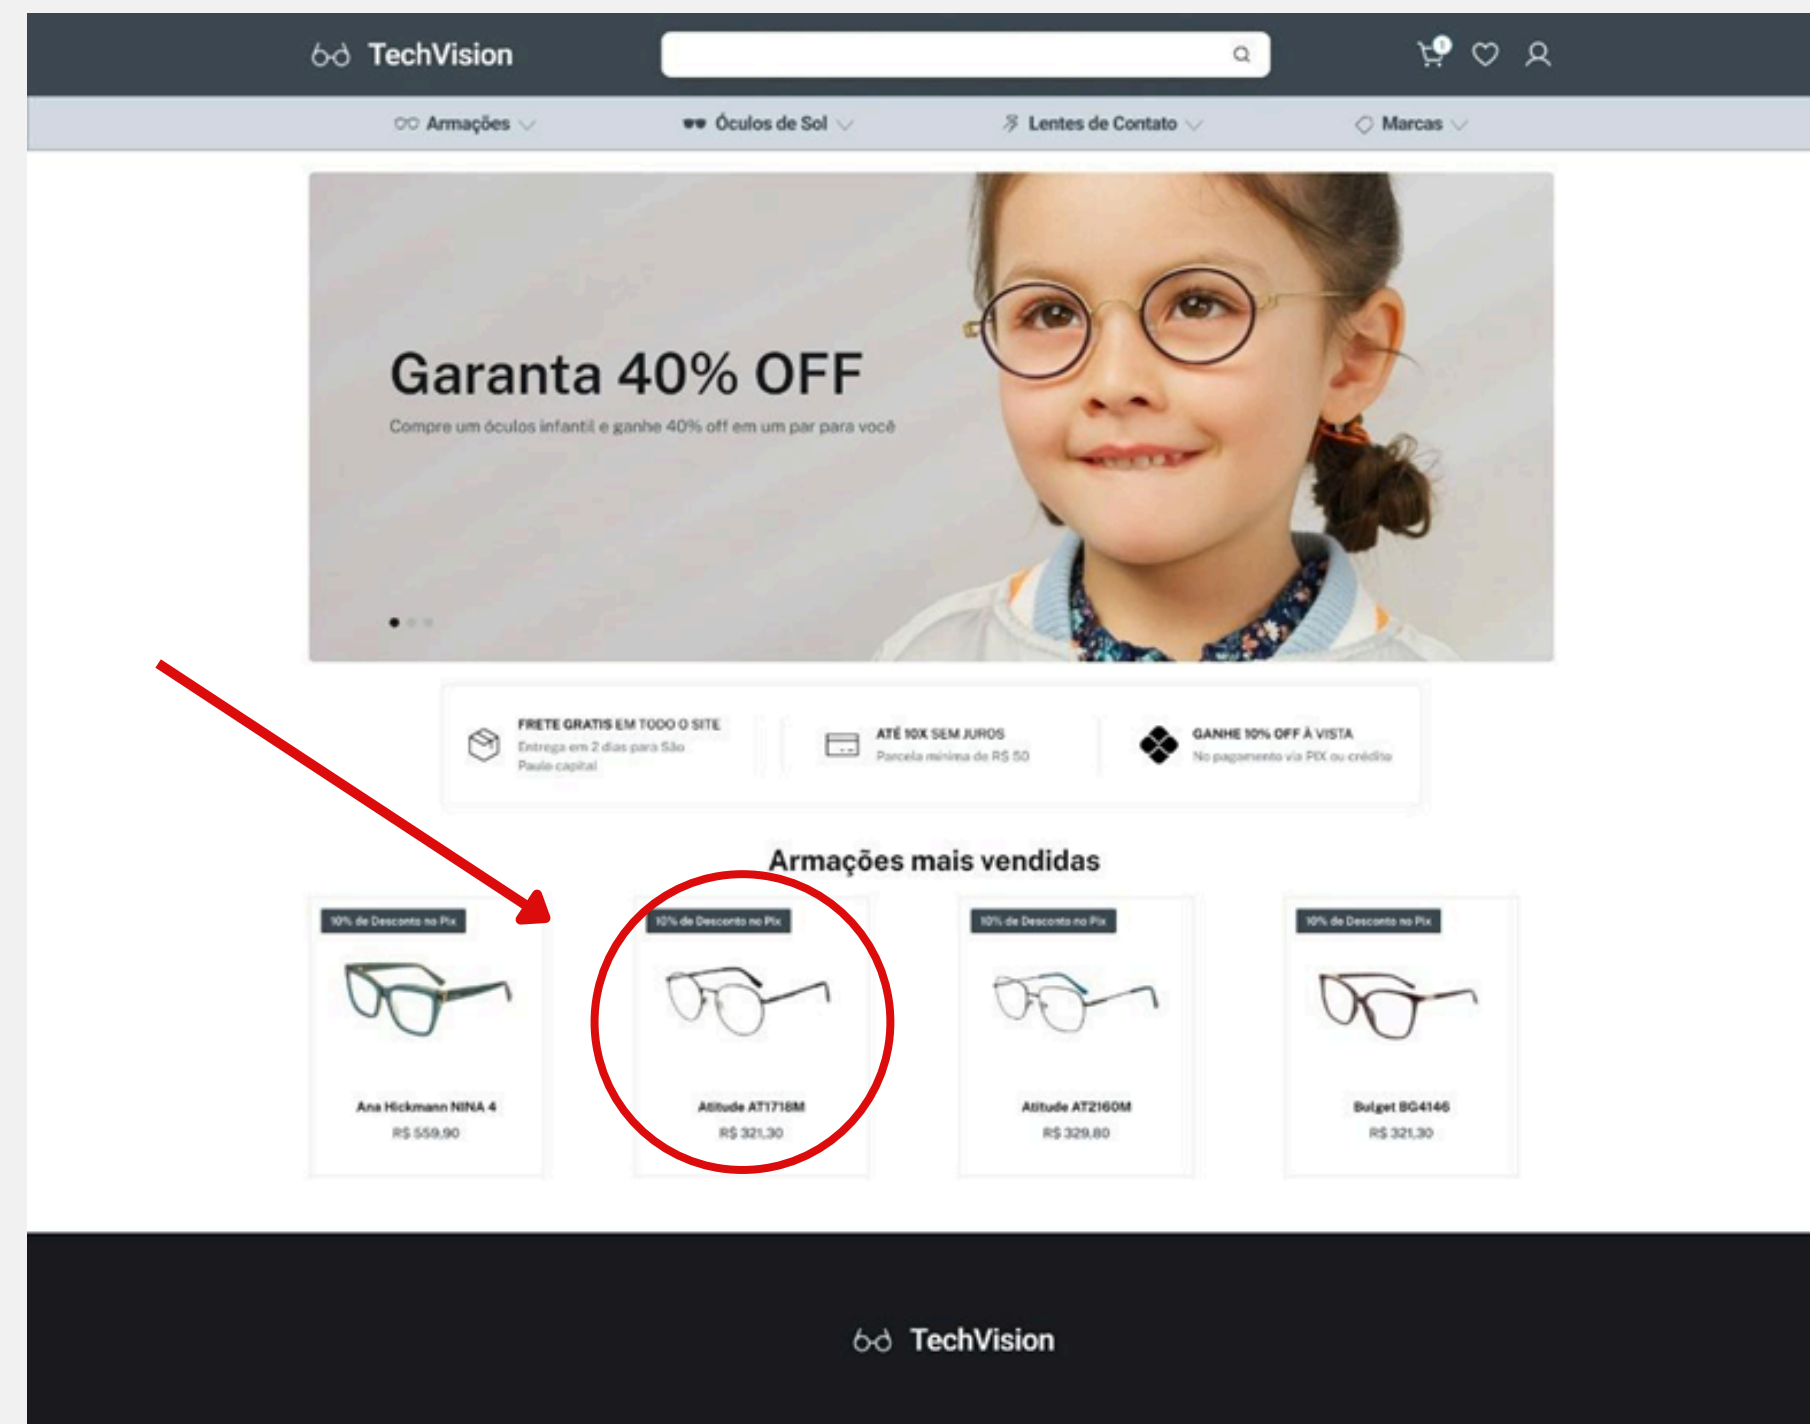 TechVision
1
Armações
Óculos de Sol
Lentes de Contato
Marcas
Garanta 40% OFF
Compre um óculos infantil e ganhe 40% off em um par para você
FRETE GRATIS EM TODO O SITE
Entrega em 2 dias para São
Paulo capital
ATÉ 10X SEM JUROS
Parcela mínima de R$ 50
GANHE 10% OFF À VISTA
No pagamento via PIX ou crédito
Armações mais vendidas
10% de Desconto no Pix
Ana Hickmann NINA 4
R$ 559,90
10% de Desconto no Pix
Atitude AT1718M
R$ 321,30
10% de Desconto no Pix
Atitude AT2160M
R$ 329,80
10% de Desconto no Pix
Bulget BG4146
R$ 321,30
TechVision